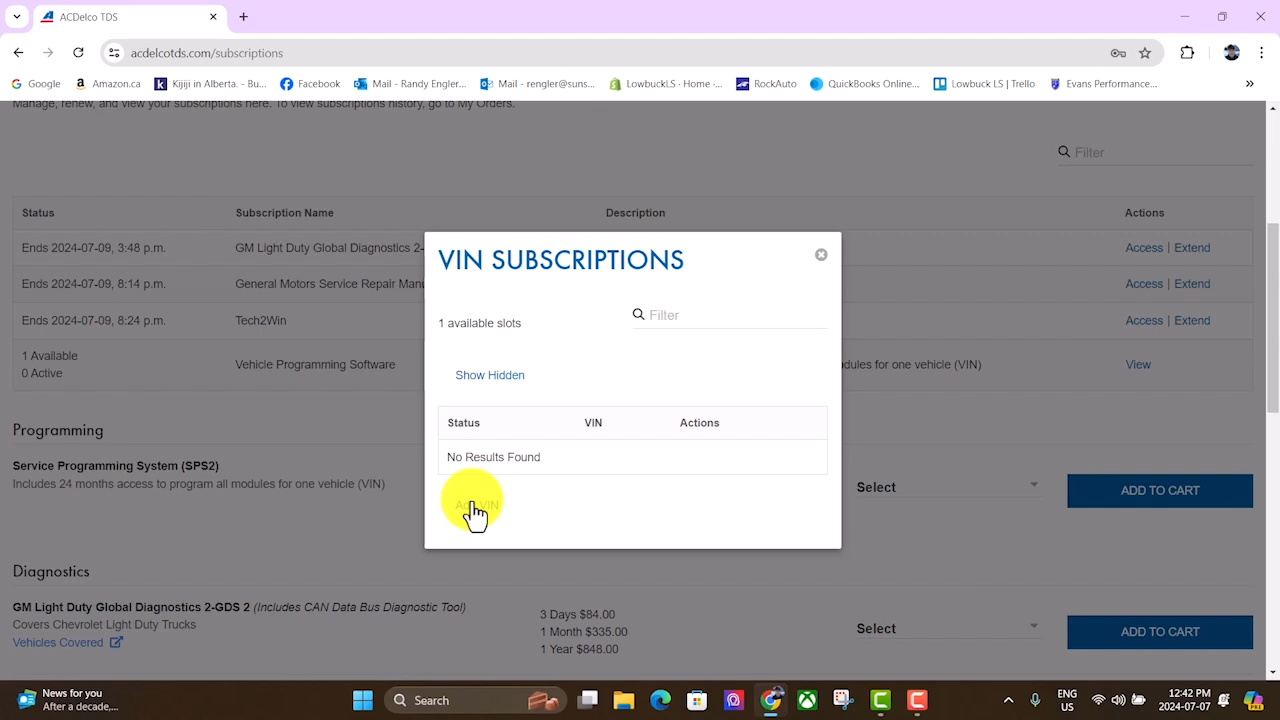 ACDelco TDS
acdelcotds.com/subscriptions
Google
Amazon.ca
Kijiji in Alberta. - Bu...
Facebook
Mail - Randy Engler...
Mail - rengler@suns...
LowbuckLS · Home ·...
RockAuto
QuickBooks Online...
Lowbuck LS | Trello
Evans Performance...
Manage, renew, and view your subscriptions here. To view subscriptions history, go to My Orders.
Filter
Status Subscription Name Description Actions
Ends 2024-07-09, 3:48 p.m. GM Light Duty Global Diagnostics 2- Access | Extend
Ends 2024-07-09, 8:14 p.m. General Motors Service Repair Manu Access | Extend
Ends 2024-07-09, 8:24 p.m. Tech2Win Access | Extend
1 Available
0 Active
Vehicle Programming Software odules for one vehicle (VIN) View
VIN SUBSCRIPTIONS
1 available slots
Filter
Show Hidden
Status VIN Actions
No Results Found
Add VIN
Programming
Service Programming System (SPS2)
Includes 24 months access to program all modules for one vehicle (VIN)
Select
ADD TO CART
Diagnostics
GM Light Duty Global Diagnostics 2-GDS 2 (Includes CAN Data Bus Diagnostic Tool)
Covers Chevrolet Light Duty Trucks
Vehicles Covered
3 Days $84.00
1 Month $335.00
1 Year $848.00
Select
ADD TO CART
News for you
After a decade,...
Search
ENG
US
12:42 PM
2024-07-07
PRE